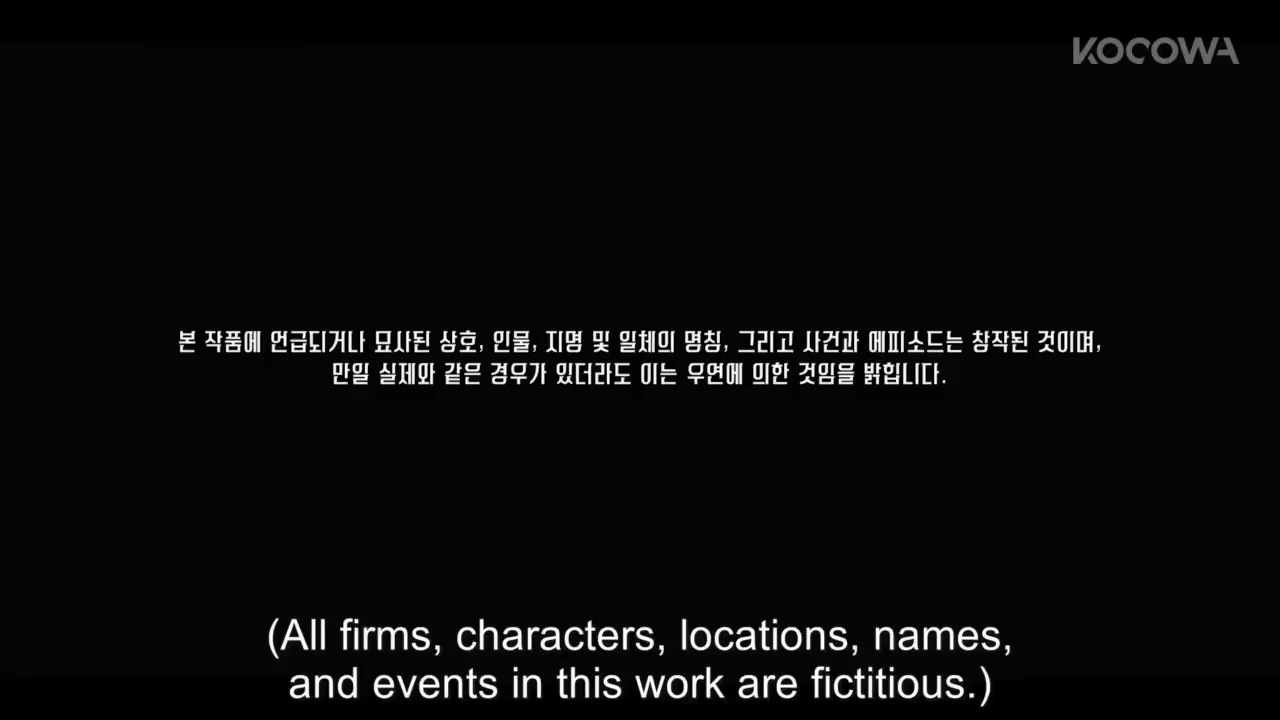 KOCOWA
본 작품에 언급되거나 묘사된 상호, 인물, 지명 및 일체의 명칭, 그리고 사건과 에피소드는 창작된 것이며,
만일 실제와 같은 경우가 있더라도 이는 우연에 의한 것임을 밝힙니다.
(All firms, characters, locations, names,
and events in this work are fictitious.)